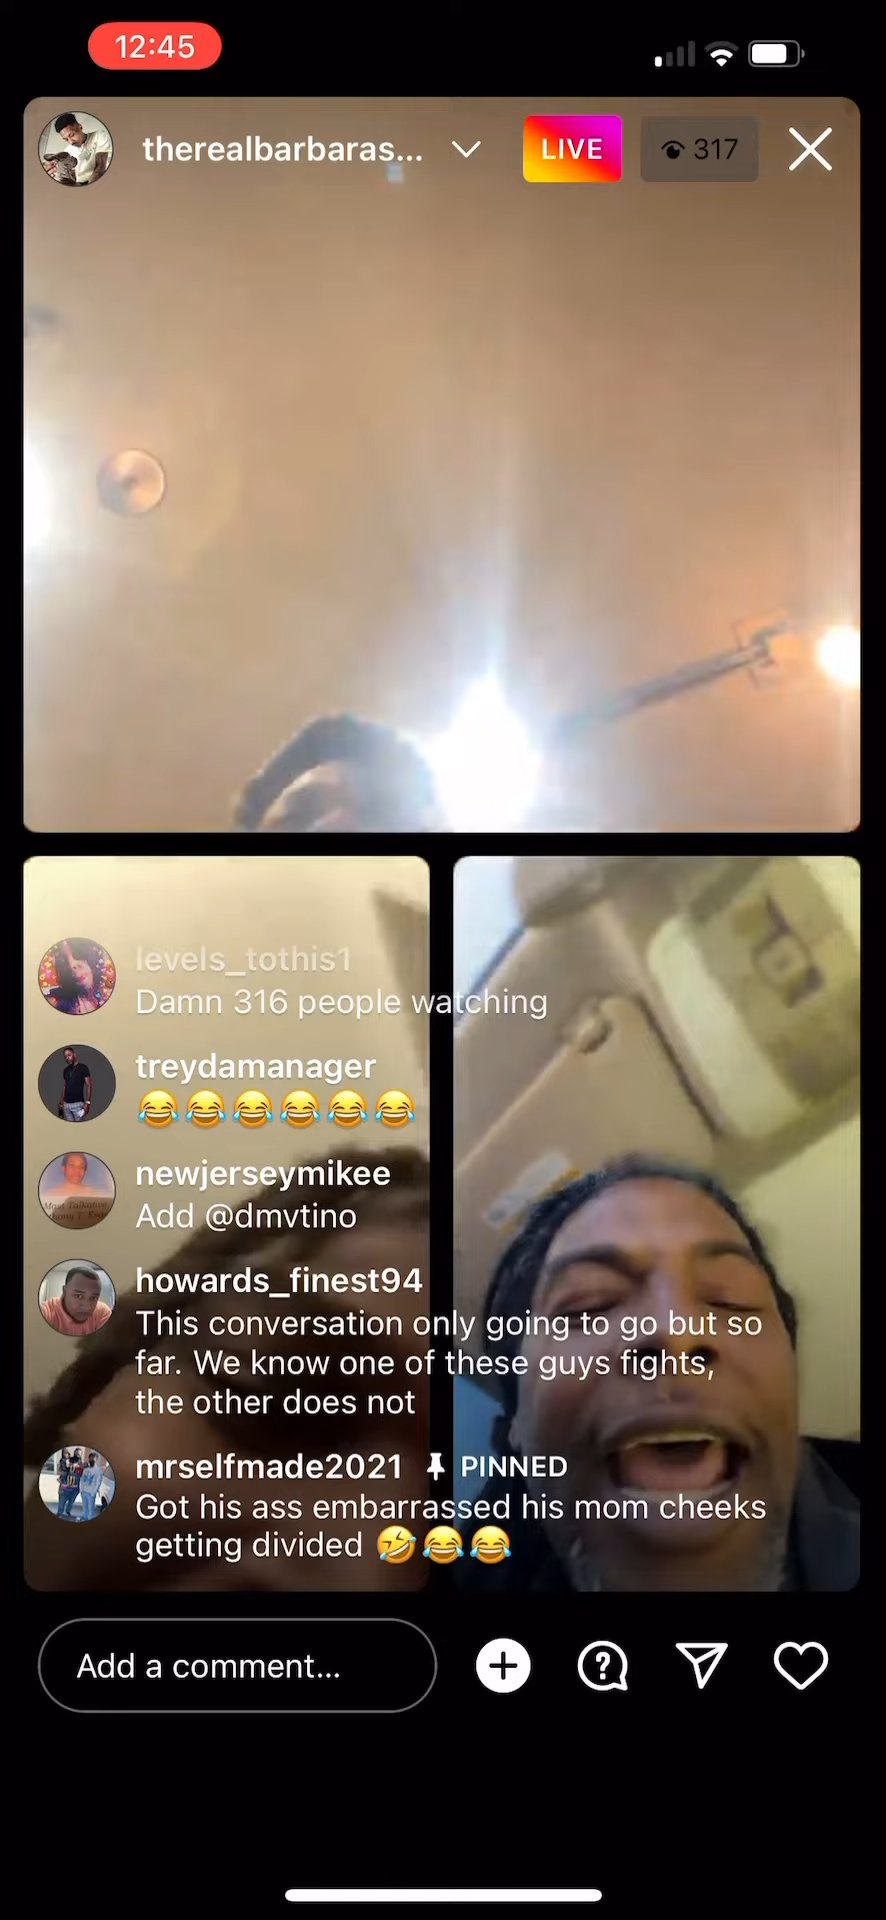 12:45
therealbarbaras...
LIVE
317
levels_tothis1
Damn 316 people watching
treydamanager
😂😂😂😂😂😂
newjerseymikee
Add @dmvtino
howards_finest94
This conversation only going to go but so
far. We know one of these guys fights,
the other does not
mrselfmade2021 PINNED
Got his ass embarrassed his mom cheeks
getting divided 🤣😂😂
Add a comment...